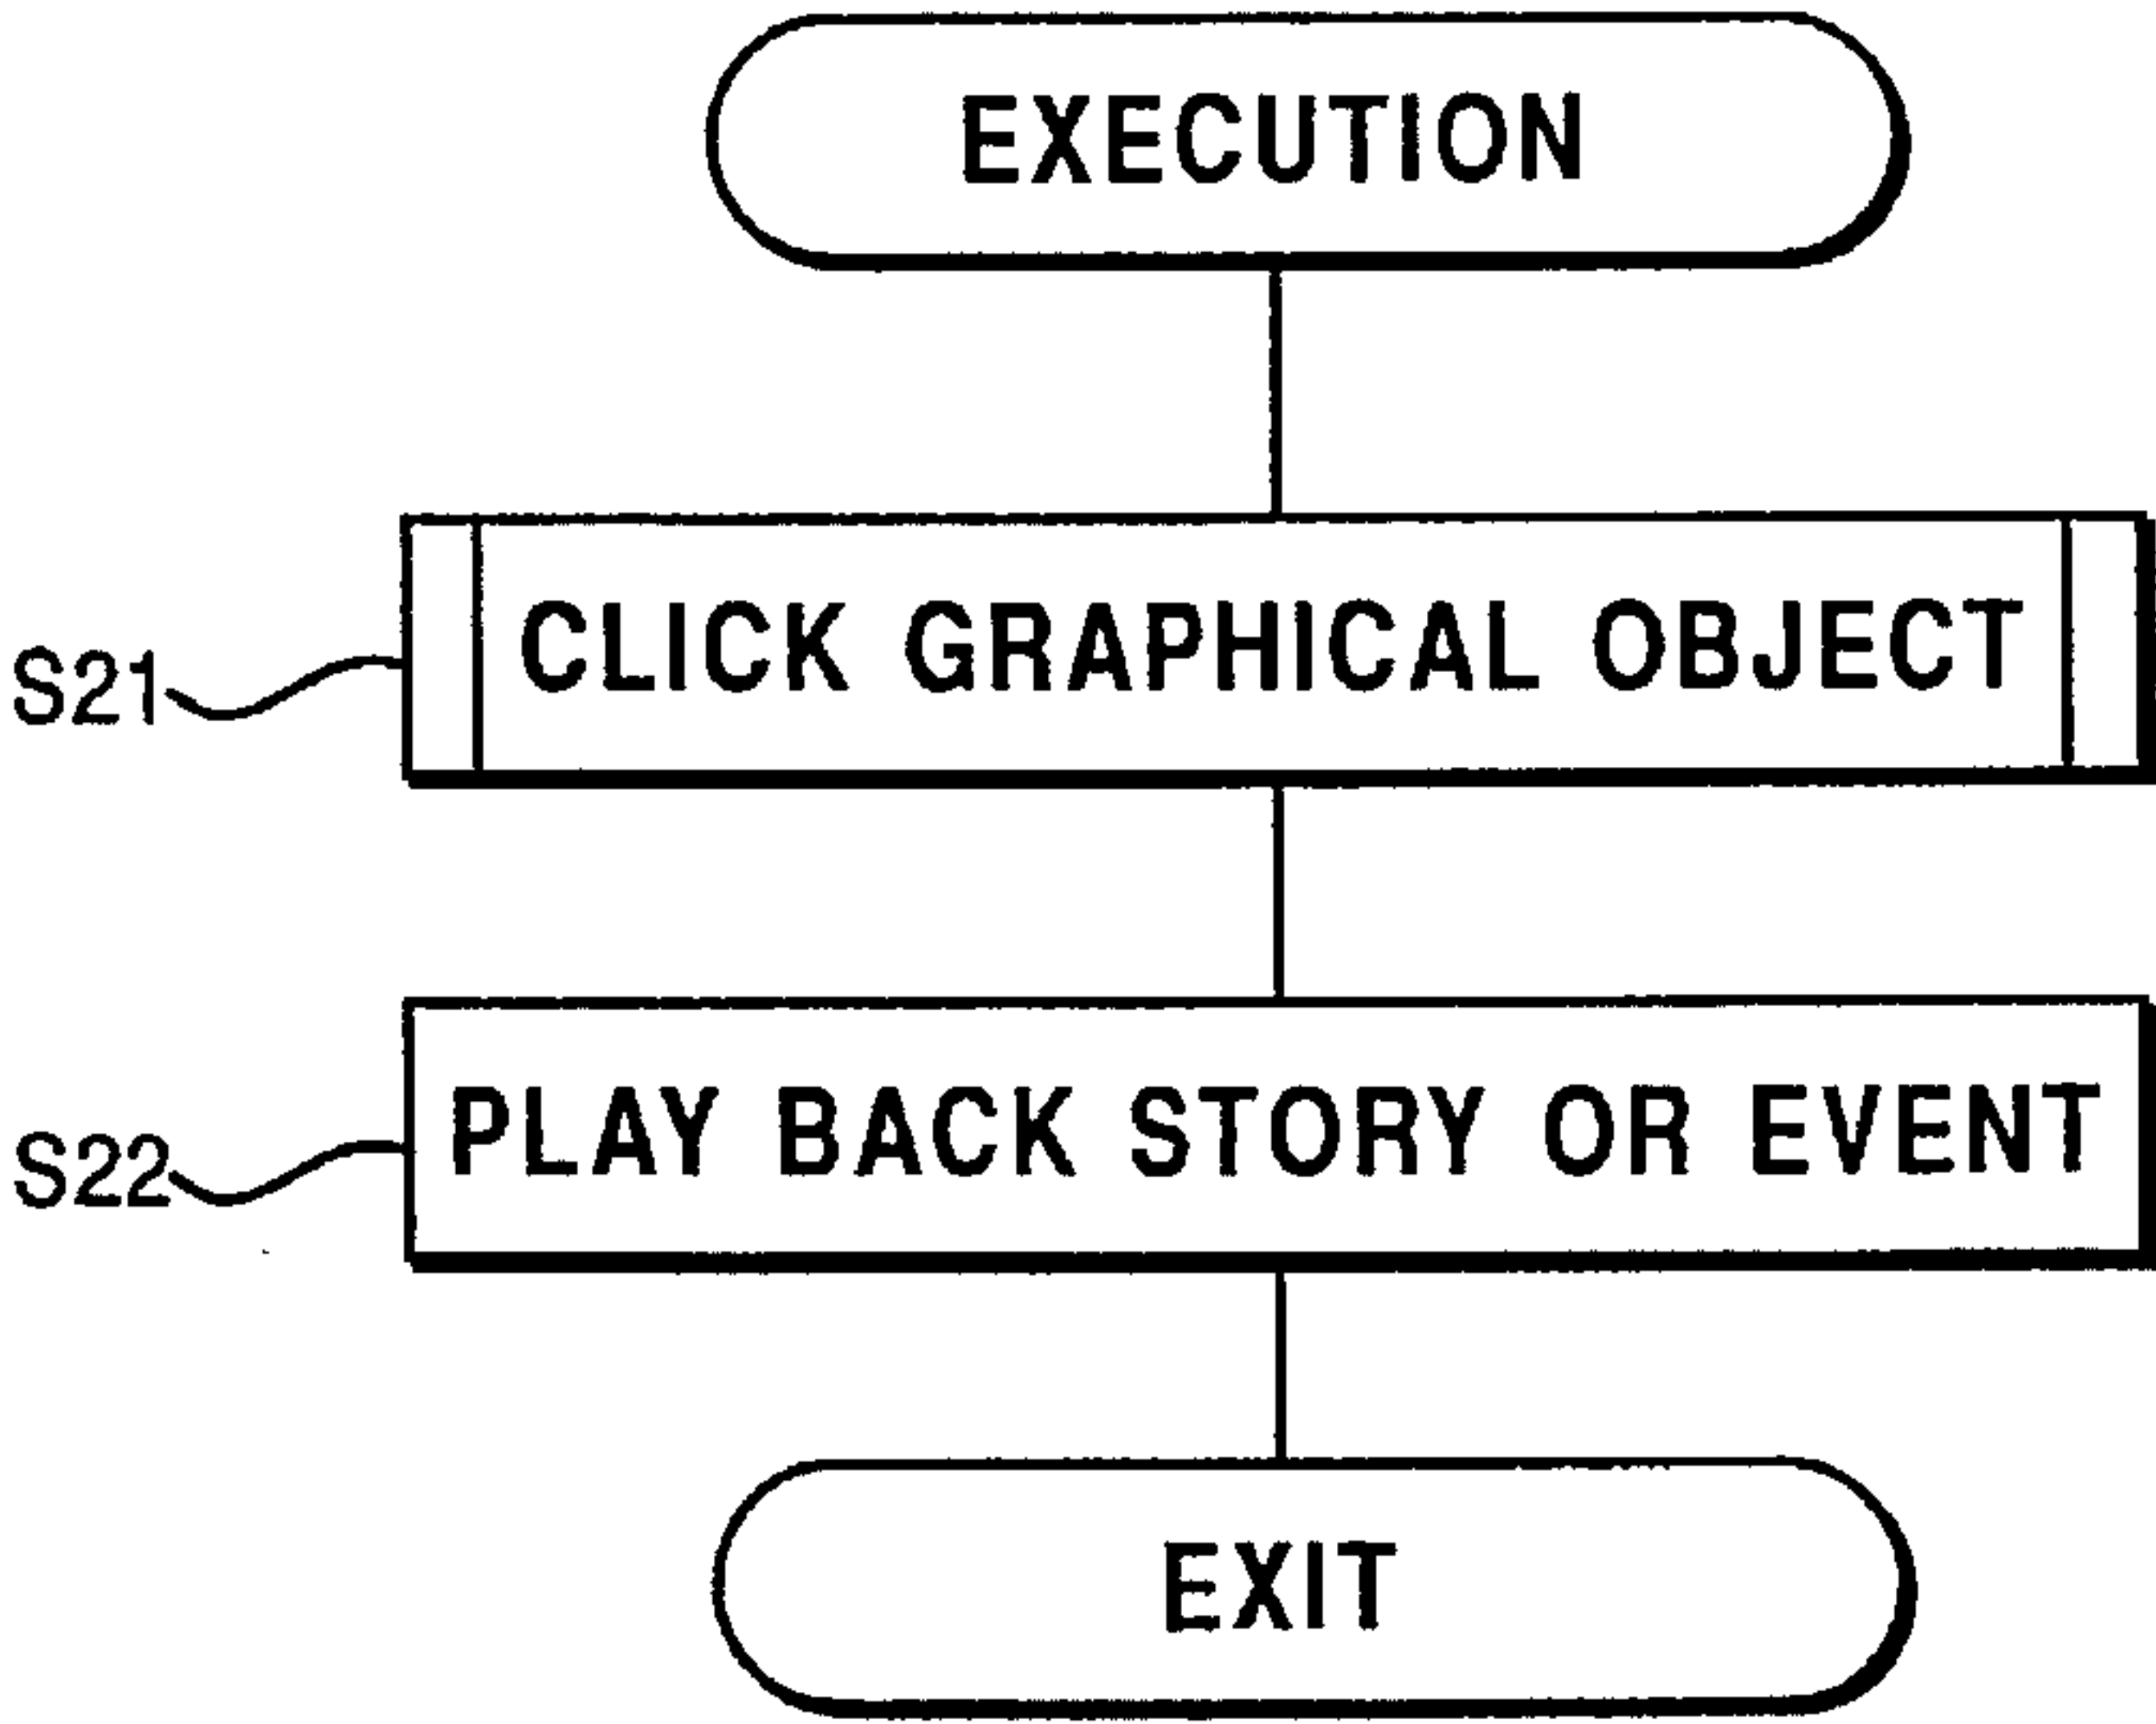 EXECUTION
S21
CLICK GRAPHICAL OBJECT
S22
PLAY BACK STORY OR EVENT
EXIT